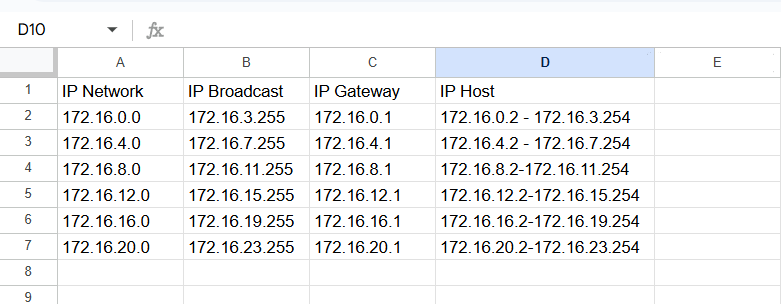 D10 fx
A B C D E
1 IP Network IP Broadcast IP Gateway IP Host
2 172.16.0.0 172.16.3.255 172.16.0.1 172.16.0.2 - 172.16.3.254
3 172.16.4.0 172.16.7.255 172.16.4.1 172.16.4.2 - 172.16.7.254
4 172.16.8.0 172.16.11.255 172.16.8.1 172.16.8.2-172.16.11.254
5 172.16.12.0 172.16.15.255 172.16.12.1 172.16.12.2-172.16.15.254
6 172.16.16.0 172.16.19.255 172.16.16.1 172.16.16.2-172.16.19.254
7 172.16.20.0 172.16.23.255 172.16.20.1 172.16.20.2-172.16.23.254
8
9